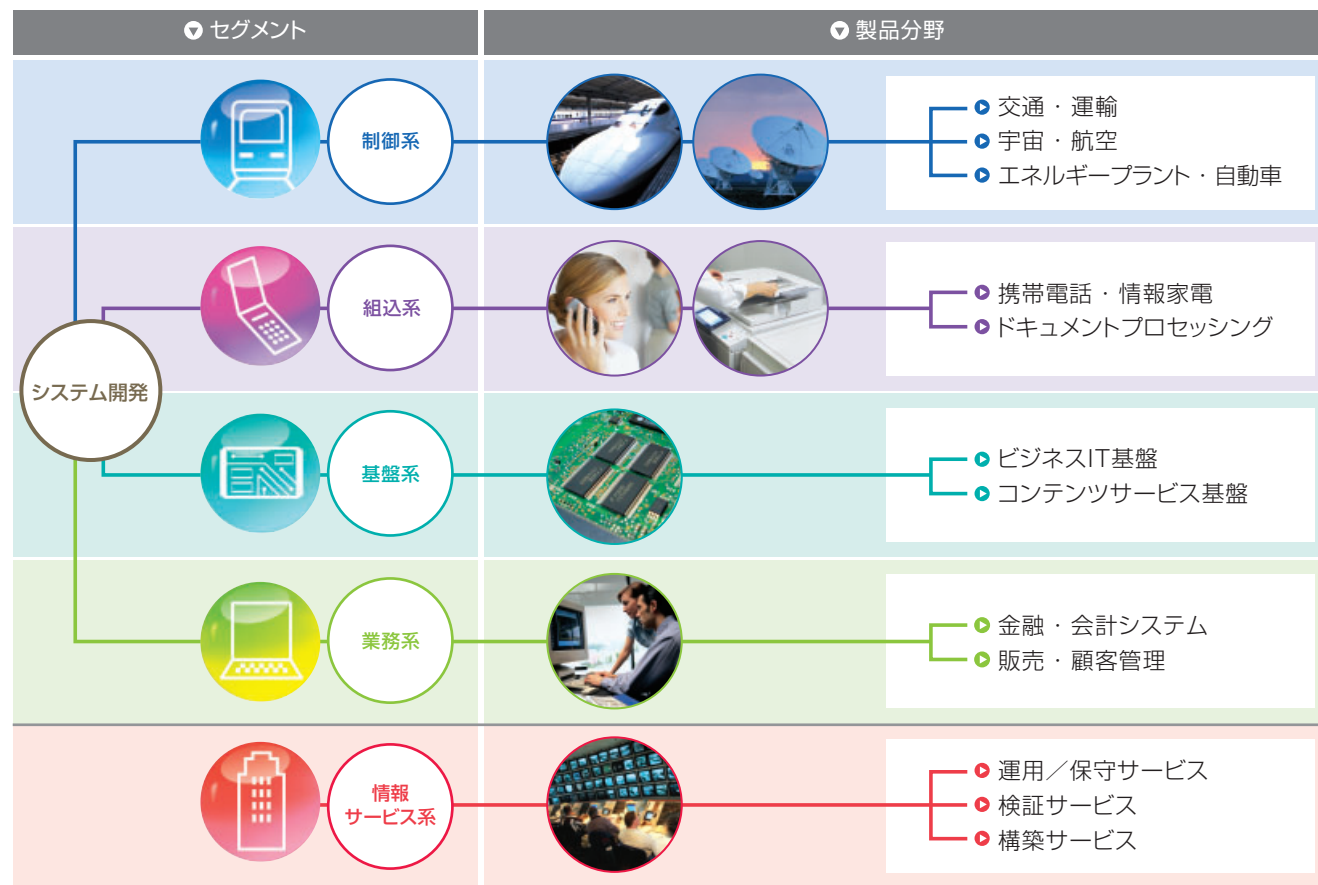 セグメント
製品分野
システム開発
制御系
交通・運輸
宇宙・航空
エネルギープラント・自動車
組込系
携帯電話・情報家電
ドキュメントプロセッシング
基盤系
ビジネスIT基盤
コンテンツサービス基盤
業務系
金融・会計システム
販売・顧客管理
情報
サービス系
運用／保守サービス
検証サービス
構築サービス